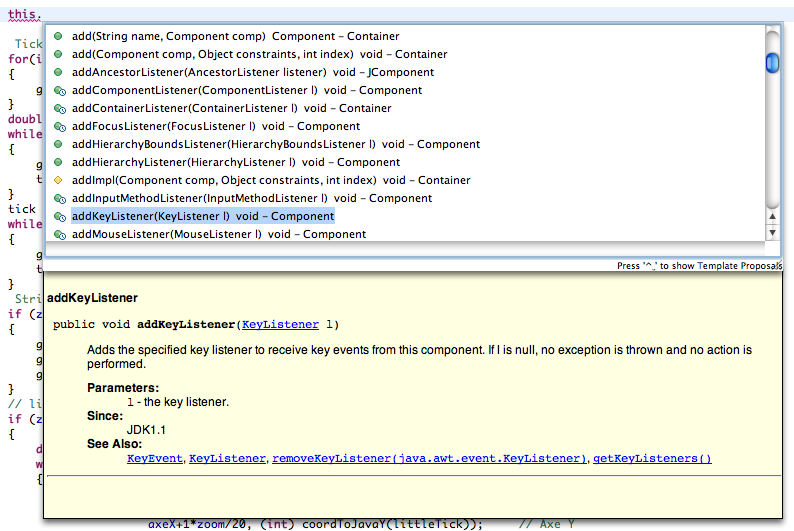 this.
add(String name, Component comp)  Component – Container
Tick
add(Component comp, Object constraints, int index)  void – Container
for(i
addAncestorListener(AncestorListener listener)  void – JComponent
{
addComponentListener(ComponentListener l)  void – Component
g
addContainerListener(ContainerListener l)  void – Container
}
addFocusListener(FocusListener l)  void – Component
doubl
while
addHierarchyBoundsListener(HierarchyBoundsListener l)  void – Component
{
addHierarchyListener(HierarchyListener l)  void – Component
g
addImpl(Component comp, Object constraints, int index)  void – Container
t
addInputMethodListener(InputMethodListener l)  void – Component
}
tick
addKeyListener(KeyListener l)  void – Component
while
addMouseListener(MouseListener l)  void – Component
{
g
t
Press '^.' to show Template Proposals
}
Stri
addKeyListener
if (z
public void addKeyListener(KeyListener l)
{
g
Adds the specified key listener to receive key events from this component. If l is null, no exception is thrown and no action is
g
performed.
g
}
Parameters:
// li
l - the key listener.
if (z
Since:
{
JDK1.1
d
See Also:
w
KeyEvent, KeyListener, removeKeyListener(java.awt.event.KeyListener), getKeyListeners()
{
axeX+1*zoom/20, (int) coordToJavaY(littleTick));     // Axe Y